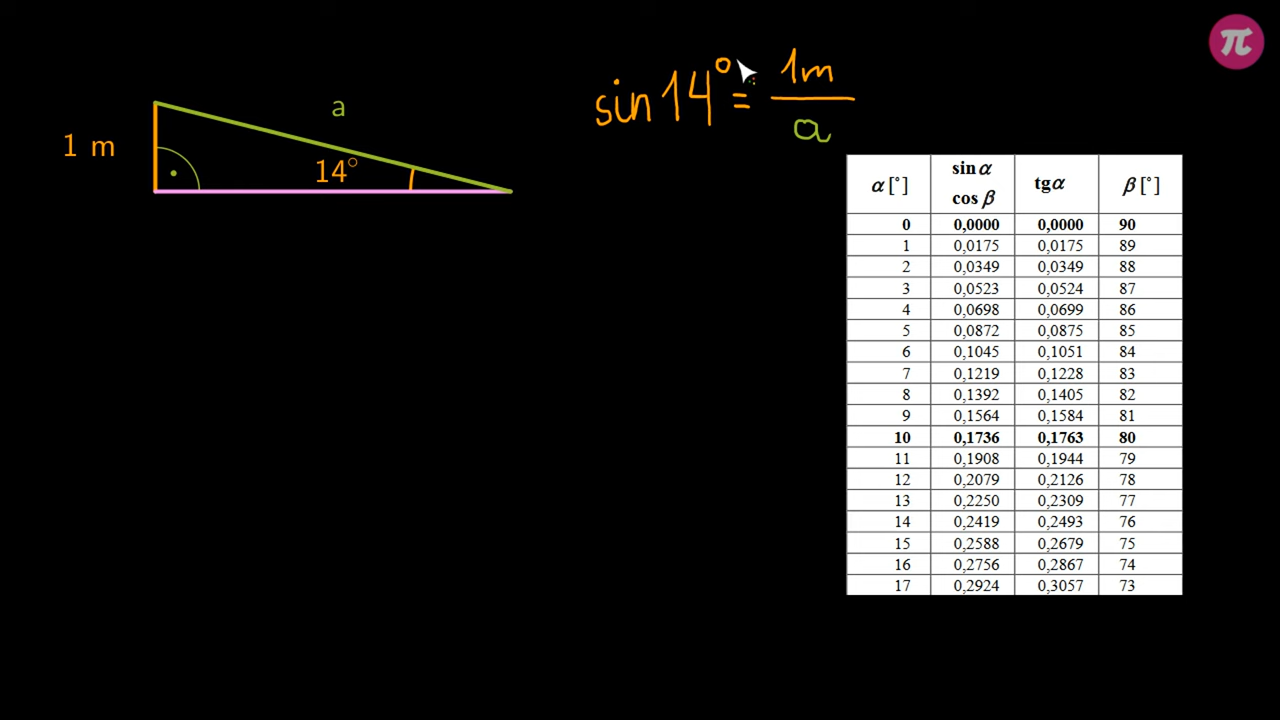 π
sin 14° = 1m / a
a
1 m
14°
α [°] sin α cos β tgα β [°]
0 0,0000 0,0000 90
1 0,0175 0,0175 89
2 0,0349 0,0349 88
3 0,0523 0,0524 87
4 0,0698 0,0699 86
5 0,0872 0,0875 85
6 0,1045 0,1051 84
7 0,1219 0,1228 83
8 0,1392 0,1405 82
9 0,1564 0,1584 81
10 0,1736 0,1763 80
11 0,1908 0,1944 79
12 0,2079 0,2126 78
13 0,2250 0,2309 77
14 0,2419 0,2493 76
15 0,2588 0,2679 75
16 0,2756 0,2867 74
17 0,2924 0,3057 73